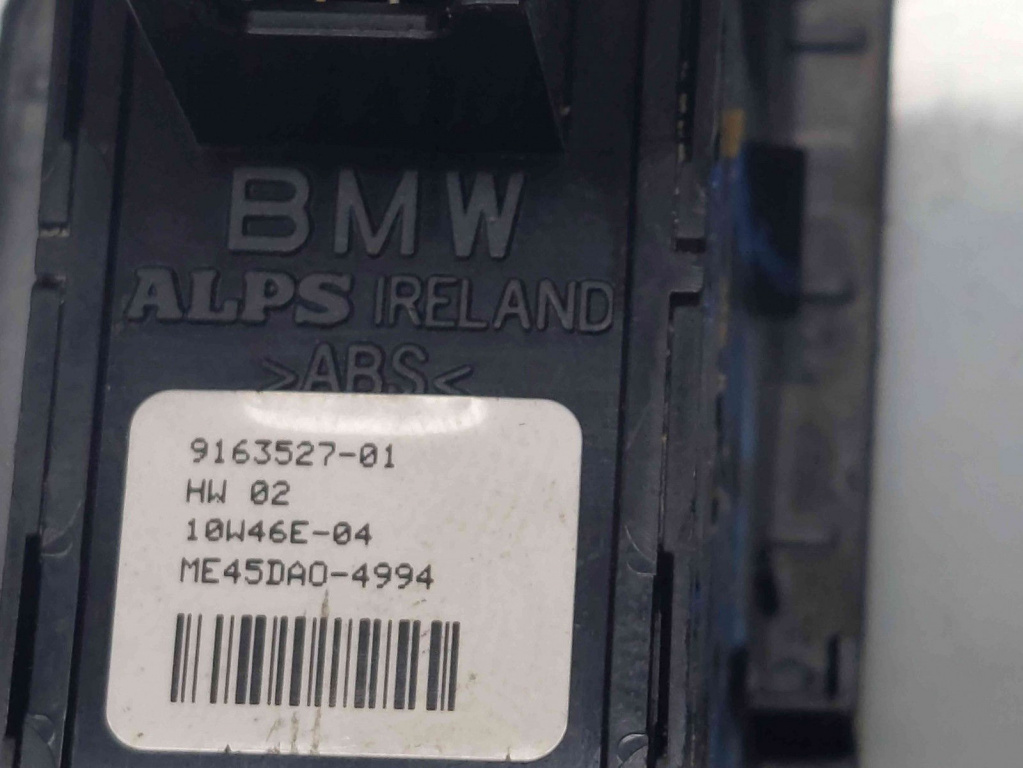 BMW
ALPS IRELAND
>ABS<
9163527-01
HW 02
10W46E-04
ME45DA0-4994